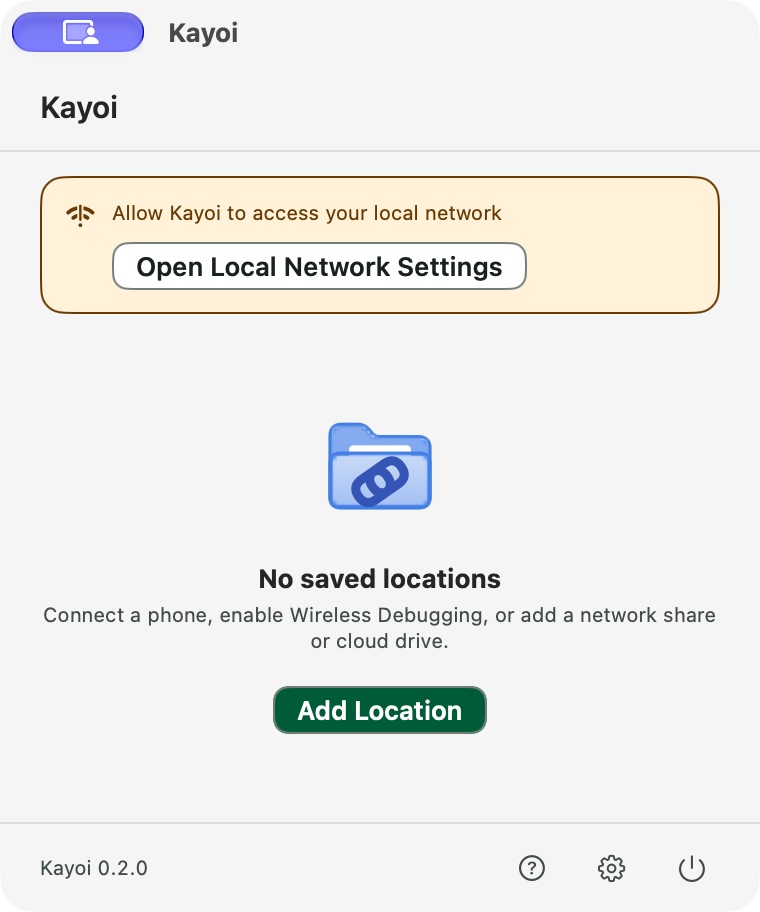 Kayoi
Kayoi
Allow Kayoi to access your local network
Open Local Network Settings
No saved locations
Connect a phone, enable Wireless Debugging, or add a network share
or cloud drive.
Add Location
Kayoi 0.2.0